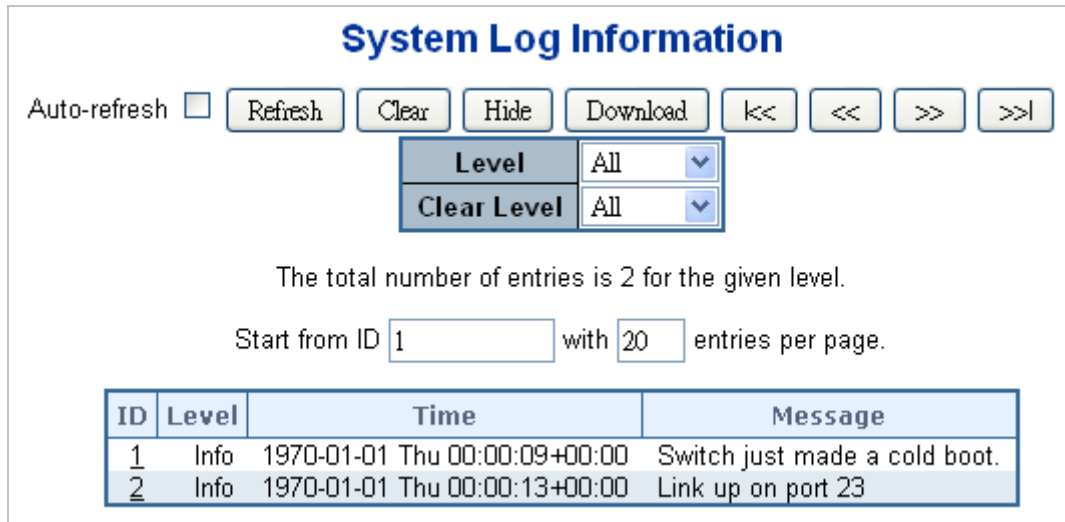 System Log Information
Auto-refresh Refresh Clear Hide Download |<< << >> >>|
Level All
Clear Level All
The total number of entries is 2 for the given level.
Start from ID 1 with 20 entries per page.
ID Level Time Message
1 Info 1970-01-01 Thu 00:00:09+00:00 Switch just made a cold boot.
2 Info 1970-01-01 Thu 00:00:13+00:00 Link up on port 23